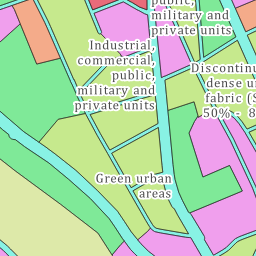 public,
military and
private units
Industrial,
commercial,
public,
military and
private units
Discontinu
dense ur
fabric (S
50% - 8
Green urban
areas